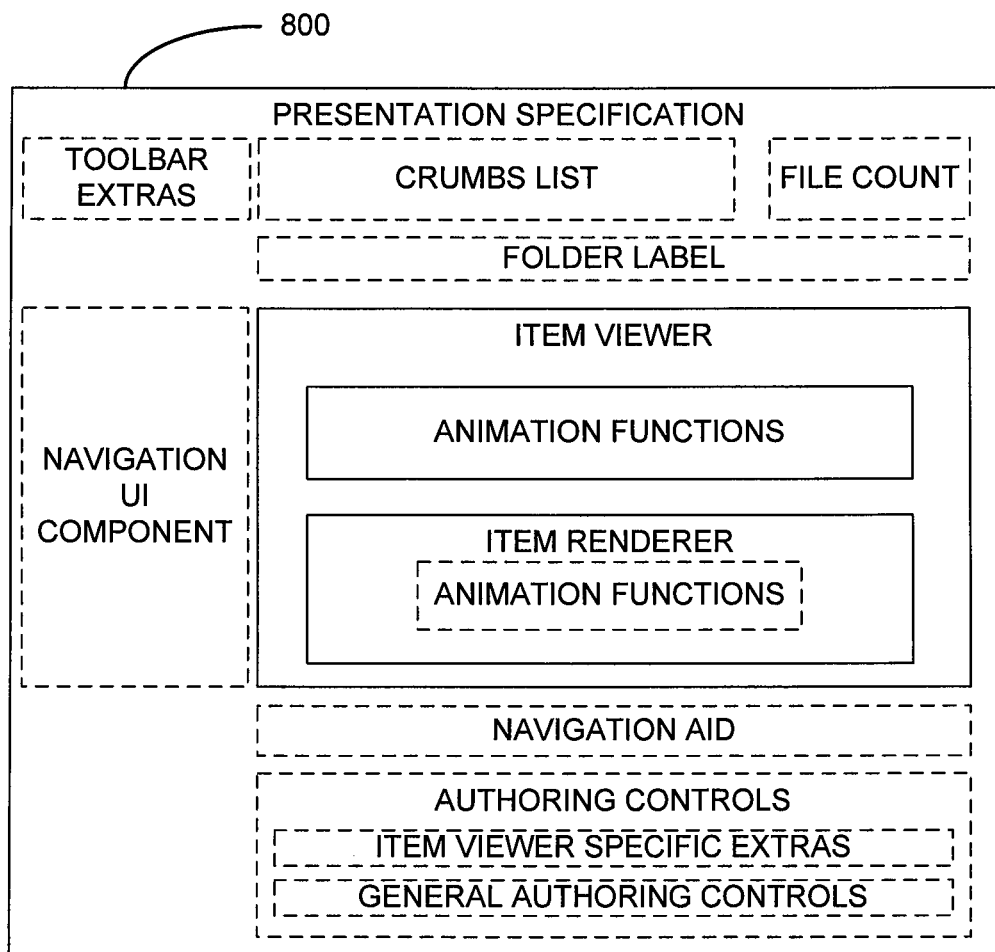 800
PRESENTATION SPECIFICATION
TOOLBAR
EXTRAS
CRUMBS LIST
FILE COUNT
FOLDER LABEL
NAVIGATION
UI
COMPONENT
ITEM VIEWER
ANIMATION FUNCTIONS
ITEM RENDERER
ANIMATION FUNCTIONS
NAVIGATION AID
AUTHORING CONTROLS
ITEM VIEWER SPECIFIC EXTRAS
GENERAL AUTHORING CONTROLS